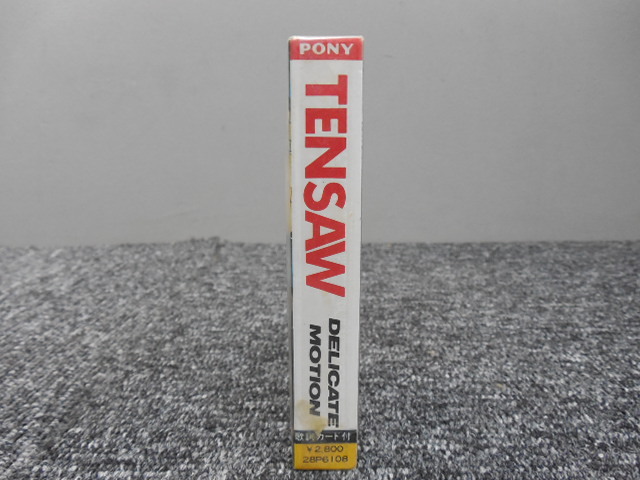 PONY
TENSAW
DELICATE
MOTION
歌詞カード付
¥2,800
28P6108